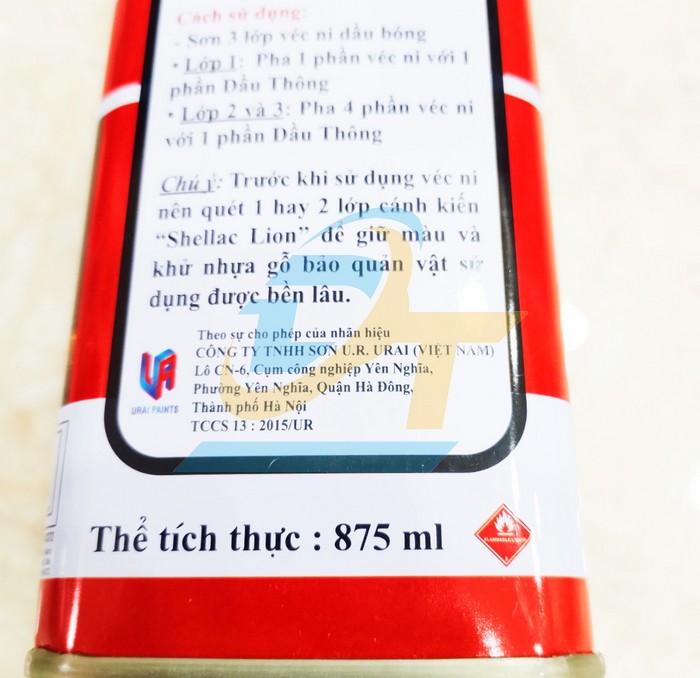 Cách sử dụng:
- Sơn 3 lớp véc ni dầu bóng
• Lớp 1: Pha 1 phần véc ni với 1
phần Dầu Thông
• Lớp 2 và 3: Pha 4 phần véc ni
với 1 phần Dầu Thông
Chú ý: Trước khi sử dụng véc ni
nên quét 1 hay 2 lớp cánh kiến
“Shellac Lion” để giữ màu và
khử nhựa gỗ bảo quản vật sử
dụng được bền lâu.
Theo sự cho phép của nhãn hiệu
CÔNG TY TNHH SƠN U.R. URAI (VIỆT NAM)
Lô CN-6, Cụm công nghiệp Yên Nghĩa,
Phường Yên Nghĩa, Quận Hà Đông,
Thành phố Hà Nội
TCCS 13 : 2015/UR
URAI PAINTS
Thể tích thực : 875 ml
FLAMMABLE LIQUID